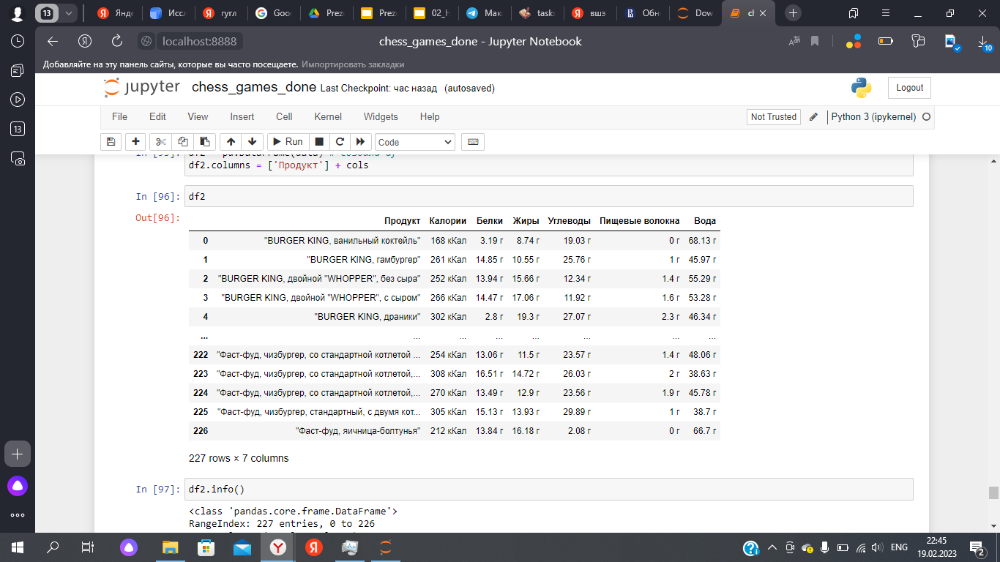 13
Янде
Иссл
гугл
Goo
Prez
Prez
02_H
Мак
task
вшэ
Обн
Dow
cl
localhost:8888
chess_games_done - Jupyter Notebook
10
Добавляйте на эту панель сайты, которые вы часто посещаете. Импортировать закладки
jupyter chess_games_done Last Checkpoint: час назад (autosaved)
Logout
File Edit View Insert Cell Kernel Widgets Help
Not Trusted
Python 3 (ipykernel)
13
Run
Code
df2.columns = ['Продукт'] + cols
In [96]: df2
Out[96]:
Продукт Калории Белки Жиры Углеводы Пищевые волокна Вода
0 "BURGER KING, ванильный коктейль" 168 кКал 3.19 г 8.74 г 19.03 г 0 г 68.13 г
1 "BURGER KING, гамбургер" 261 кКал 14.85 г 10.55 г 25.76 г 1 г 45.97 г
2 "BURGER KING, двойной "WHOPPER", без сыра" 252 кКал 13.94 г 15.66 г 12.34 г 1.4 г 55.29 г
3 "BURGER KING, двойной "WHOPPER", с сыром" 266 кКал 14.47 г 17.06 г 11.92 г 1.6 г 53.28 г
4 "BURGER KING, драники" 302 кКал 2.8 г 19.3 г 27.07 г 2.3 г 46.34 г
... ... ... ... ... ... ... ...
222 "Фаст-фуд, чизбургер, со стандартной котлетой ... 254 кКал 13.06 г 11.5 г 23.57 г 1.4 г 48.06 г
223 "Фаст-фуд, чизбургер, со стандартной котлетой,... 308 кКал 16.51 г 14.72 г 26.03 г 2 г 38.63 г
224 "Фаст-фуд, чизбургер, со стандартной котлетой,... 270 кКал 13.49 г 12.9 г 23.56 г 1.9 г 45.78 г
225 "Фаст-фуд, чизбургер, стандартный, с двумя кот... 305 кКал 15.13 г 13.93 г 29.89 г 1 г 38.7 г
226 "Фаст-фуд, яичница-болтунья" 212 кКал 13.84 г 16.18 г 2.08 г 0 г 66.7 г
227 rows × 7 columns
In [97]: df2.info()
<class 'pandas.core.frame.DataFrame'>
RangeIndex: 227 entries, 0 to 226
ENG
22:45
19.02.2023
2